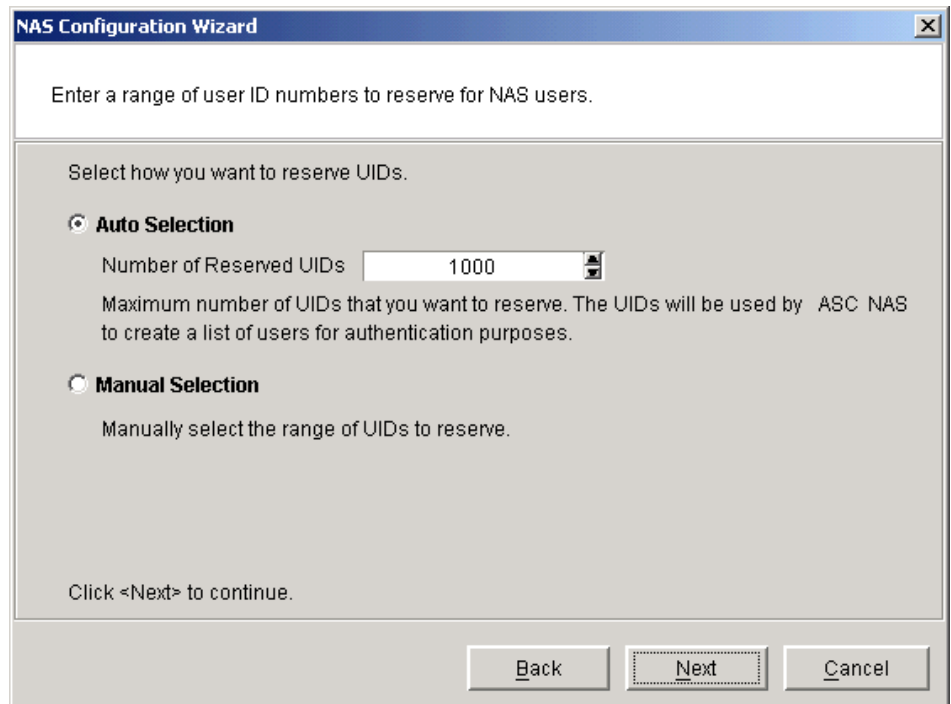 NAS Configuration Wizard
Enter a range of user ID numbers to reserve for NAS users.
Select how you want to reserve UIDs.
Auto Selection
Number of Reserved UIDs 1000
Maximum number of UIDs that you want to reserve. The UIDs will be used by ASC NAS
to create a list of users for authentication purposes.
Manual Selection
Manually select the range of UIDs to reserve.
Click <Next> to continue.
Back Next Cancel